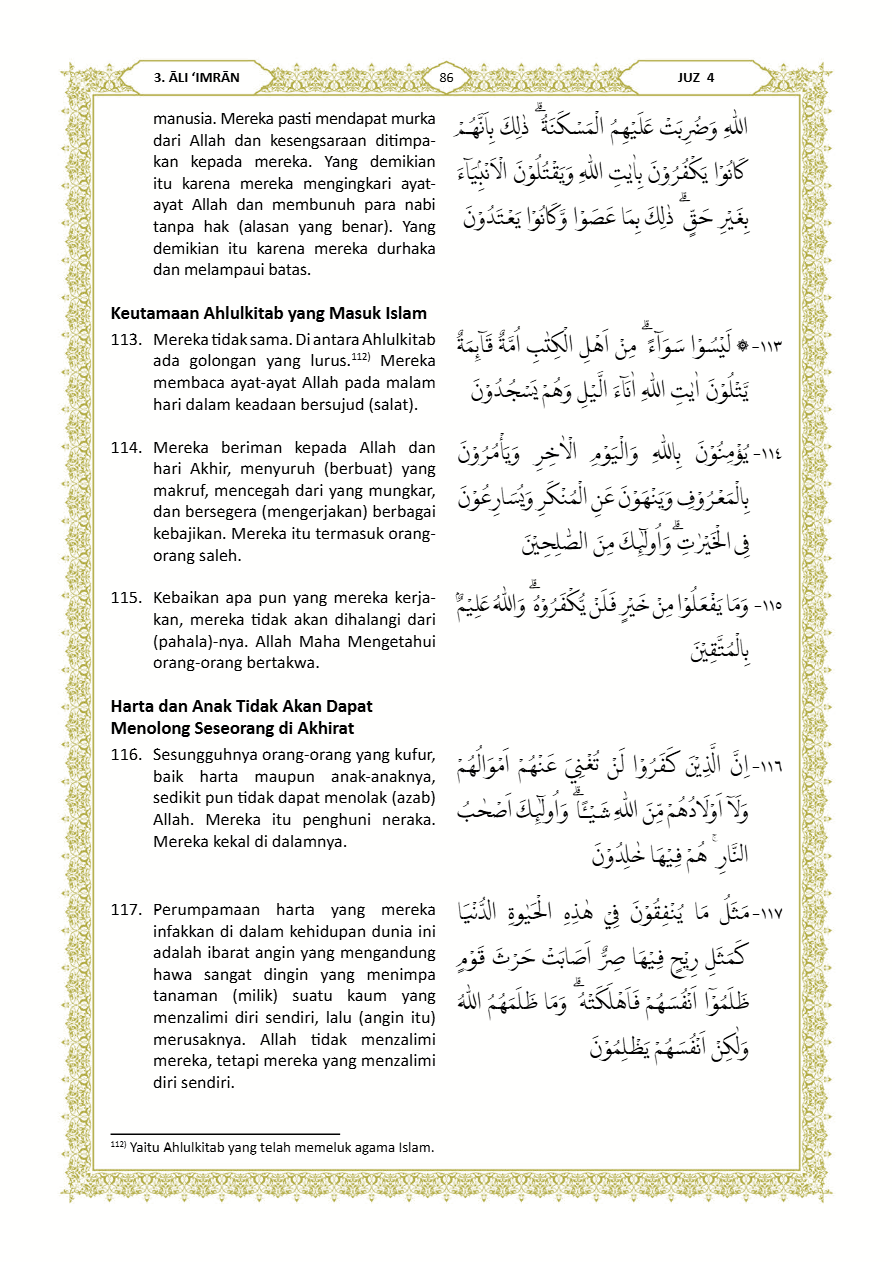 3. ĀLI ‘IMRĀN
86
JUZ 4
manusia. Mereka pasti mendapat murka
dari Allah dan kesengsaraan ditimpa-
kan kepada mereka. Yang demikian
itu karena mereka mengingkari ayat-
ayat Allah dan membunuh para nabi
tanpa hak (alasan yang benar). Yang
demikian itu karena mereka durhaka
dan melampaui batas.
اللّٰهِ وَضُرِبَتْ عَلَيْهِمُ الْمَسْكَنَةُ ۗ ذٰلِكَ بِاَنَّهُمْ
كَانُوْا يَكْفُرُوْنَ بِاٰيٰتِ اللّٰهِ وَيَقْتُلُوْنَ الْاَنْۢبِيَاۤءَ
بِغَيْرِ حَقٍّۗ ذٰلِكَ بِمَا عَصَوْا وَّكَانُوْا يَعْتَدُوْنَ
Keutamaan Ahlulkitab yang Masuk Islam
113. Mereka tidak sama. Di antara Ahlulkitab
ada golongan yang lurus.112) Mereka
membaca ayat-ayat Allah pada malam
hari dalam keadaan bersujud (salat).
١١٣- ۞ لَيْسُوْا سَوَاۤءً ۗ مِنْ اَهْلِ الْكِتٰبِ اُمَّةٌ قَاۤىِٕمَةٌ
يَّتْلُوْنَ اٰيٰتِ اللّٰهِ اٰنَاۤءَ الَّيْلِ وَهُمْ يَسْجُدُوْنَ
114. Mereka beriman kepada Allah dan
hari Akhir, menyuruh (berbuat) yang
makruf, mencegah dari yang mungkar,
dan bersegera (mengerjakan) berbagai
kebajikan. Mereka itu termasuk orang-
orang saleh.
١١٤- يُؤْمِنُوْنَ بِاللّٰهِ وَالْيَوْمِ الْاٰخِرِ وَيَأْمُرُوْنَ
بِالْمَعْرُوْفِ وَيَنْهَوْنَ عَنِ الْمُنْكَرِ وَيُسَارِعُوْنَ
فِى الْخَيْرٰتِۗ وَاُولٰۤىِٕكَ مِنَ الصّٰلِحِيْنَ
115. Kebaikan apa pun yang mereka kerja-
kan, mereka tidak akan dihalangi dari
(pahala)-nya. Allah Maha Mengetahui
orang-orang bertakwa.
١١٥- وَمَا يَفْعَلُوْا مِنْ خَيْرٍ فَلَنْ يُّكْفَرُوْهُ ۗ وَاللّٰهُ عَلِيْمٌ ۢ
بِالْمُتَّقِيْنَ
Harta dan Anak Tidak Akan Dapat
Menolong Seseorang di Akhirat
116. Sesungguhnya orang-orang yang kufur,
baik harta maupun anak-anaknya,
sedikit pun tidak dapat menolak (azab)
Allah. Mereka itu penghuni neraka.
Mereka kekal di dalamnya.
١١٦- اِنَّ الَّذِيْنَ كَفَرُوْا لَنْ تُغْنِيَ عَنْهُمْ اَمْوَالُهُمْ
وَلَآ اَوْلَادُهُمْ مِّنَ اللّٰهِ شَيْـًٔا ۗ وَاُولٰۤىِٕكَ اَصْحٰبُ
النَّارِ ۚ هُمْ فِيْهَا خٰلِدُوْنَ
117. Perumpamaan harta yang mereka
infakkan di dalam kehidupan dunia ini
adalah ibarat angin yang mengandung
hawa sangat dingin yang menimpa
tanaman (milik) suatu kaum yang
menzalimi diri sendiri, lalu (angin itu)
merusaknya. Allah tidak menzalimi
mereka, tetapi mereka yang menzalimi
diri sendiri.
١١٧- مَثَلُ مَا يُنْفِقُوْنَ فِيْ هٰذِهِ الْحَيٰوةِ الدُّنْيَا
كَمَثَلِ رِيْحٍ فِيْهَا صِرٌّ اَصَابَتْ حَرْثَ قَوْمٍ
ظَلَمُوْٓا اَنْفُسَهُمْ فَاَهْلَكَتْهُ ۗ وَمَا ظَلَمَهُمُ اللّٰهُ
وَلٰكِنْ اَنْفُسَهُمْ يَظْلِمُوْنَ
112) Yaitu Ahlulkitab yang telah memeluk agama Islam.